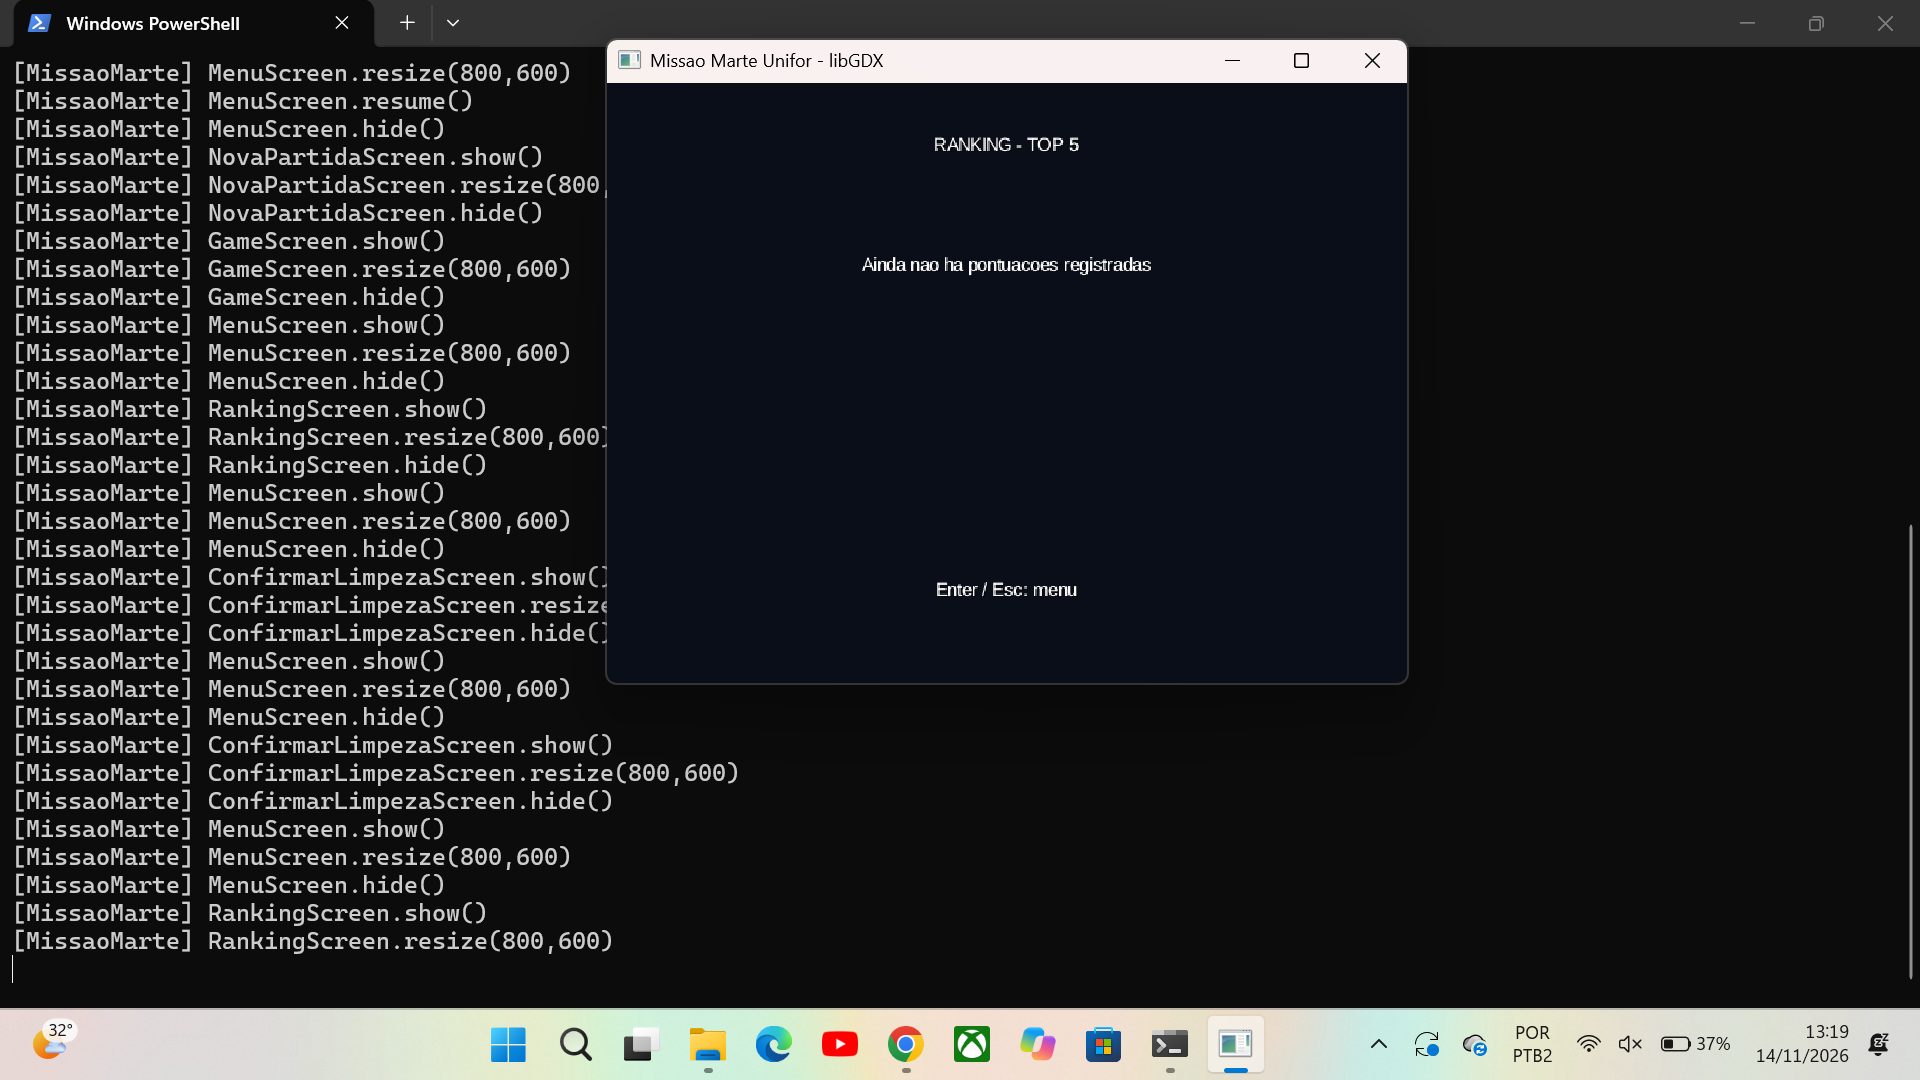 Windows PowerShell
[MissaoMarte] MenuScreen.resize(800,600)
[MissaoMarte] MenuScreen.resume()
[MissaoMarte] MenuScreen.hide()
[MissaoMarte] NovaPartidaScreen.show()
[MissaoMarte] NovaPartidaScreen.resize(800,
[MissaoMarte] NovaPartidaScreen.hide()
[MissaoMarte] GameScreen.show()
[MissaoMarte] GameScreen.resize(800,600)
[MissaoMarte] GameScreen.hide()
[MissaoMarte] MenuScreen.show()
[MissaoMarte] MenuScreen.resize(800,600)
[MissaoMarte] MenuScreen.hide()
[MissaoMarte] RankingScreen.show()
[MissaoMarte] RankingScreen.resize(800,600)
[MissaoMarte] RankingScreen.hide()
[MissaoMarte] MenuScreen.show()
[MissaoMarte] MenuScreen.resize(800,600)
[MissaoMarte] MenuScreen.hide()
[MissaoMarte] ConfirmarLimpezaScreen.show()
[MissaoMarte] ConfirmarLimpezaScreen.resize
[MissaoMarte] ConfirmarLimpezaScreen.hide()
[MissaoMarte] MenuScreen.show()
[MissaoMarte] MenuScreen.resize(800,600)
[MissaoMarte] MenuScreen.hide()
[MissaoMarte] ConfirmarLimpezaScreen.show()
[MissaoMarte] ConfirmarLimpezaScreen.resize(800,600)
[MissaoMarte] ConfirmarLimpezaScreen.hide()
[MissaoMarte] MenuScreen.show()
[MissaoMarte] MenuScreen.resize(800,600)
[MissaoMarte] MenuScreen.hide()
[MissaoMarte] RankingScreen.show()
[MissaoMarte] RankingScreen.resize(800,600)
Missao Marte Unifor - libGDX
RANKING - TOP 5
Ainda nao ha pontuacoes registradas
Enter / Esc: menu
32°
POR
PTB2
37%
13:19
14/11/2026